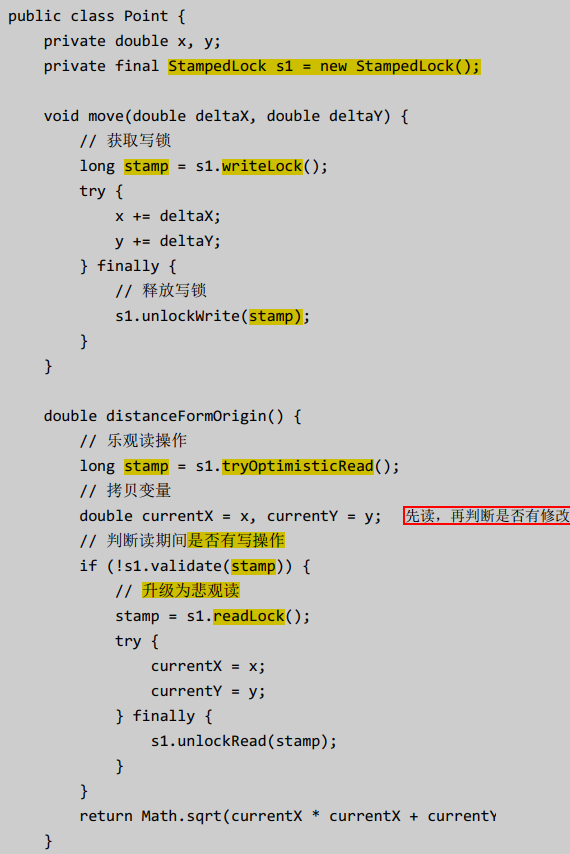 public class Point {
    private double x, y;
    private final StampedLock s1 = new StampedLock();
    void move(double deltaX, double deltaY) {
        // 获取写锁
        long stamp = s1.writeLock();
        try {
            x += deltaX;
            y += deltaY;
        } finally {
            // 释放写锁
            s1.unlockWrite(stamp);
        }
    }
    double distanceFormOrigin() {
        // 乐观读操作
        long stamp = s1.tryOptimisticRead();
        // 拷贝变量
        double currentX = x, currentY = y; 先读，再判断是否有修改
        // 判断读期间是否有写操作
        if (!s1.validate(stamp)) {
            // 升级为悲观读
            stamp = s1.readLock();
            try {
                currentX = x;
                currentY = y;
            } finally {
                s1.unlockRead(stamp);
            }
        }
        return Math.sqrt(currentX * currentX + currentY
    }